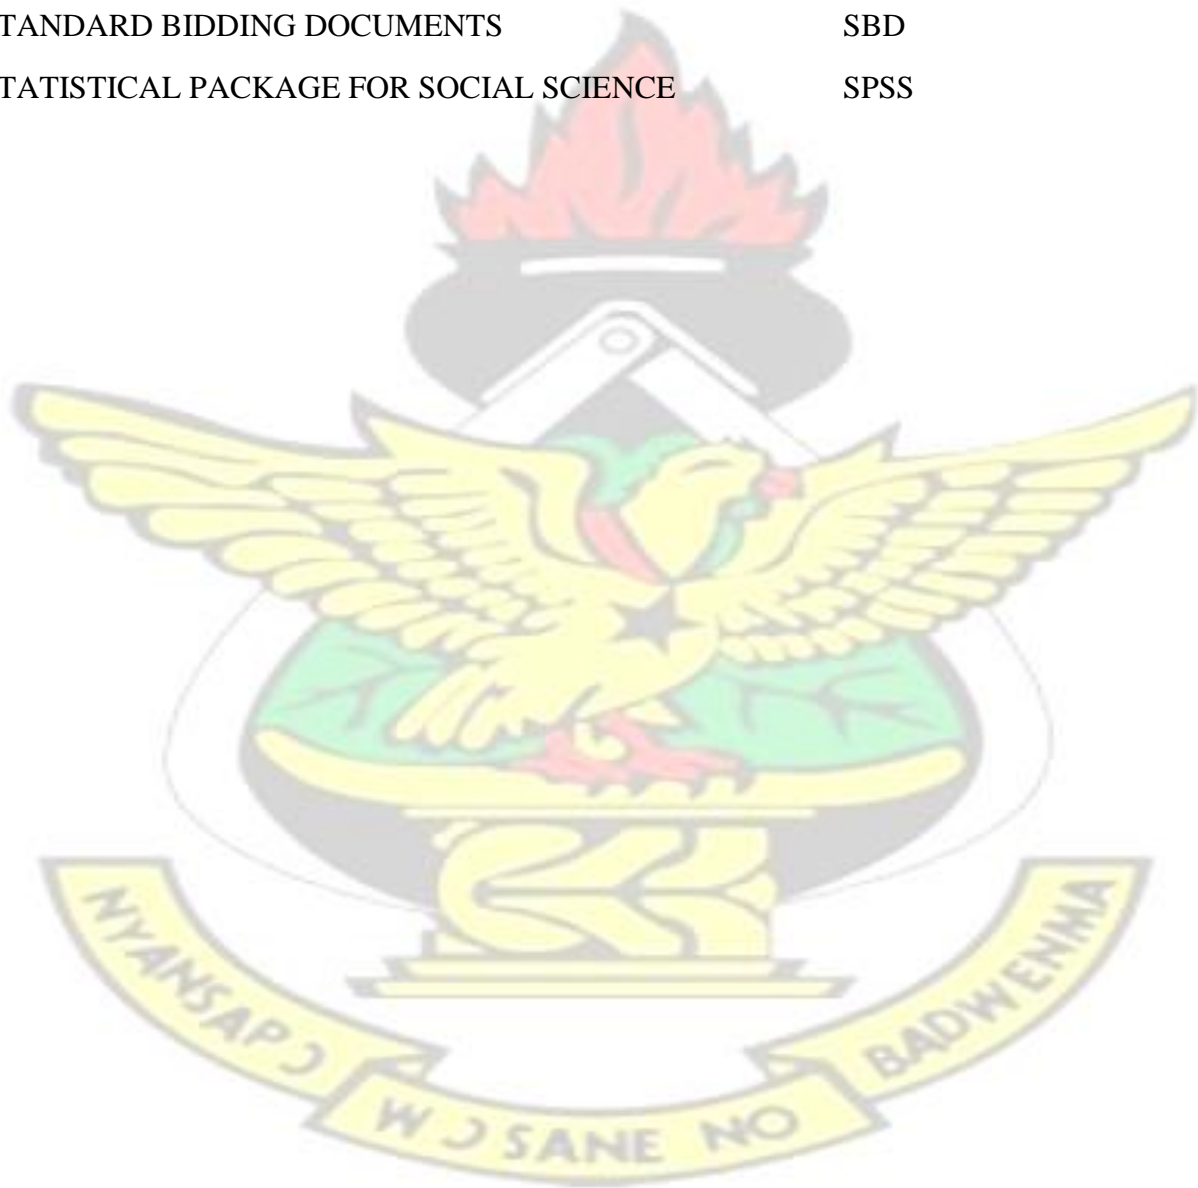 TANDARD BIDDING DOCUMENTS SBD
TATISTICAL PACKAGE FOR SOCIAL SCIENCE SPSS
NYANSAPƆ
WƆSANE NO
BADWENMA